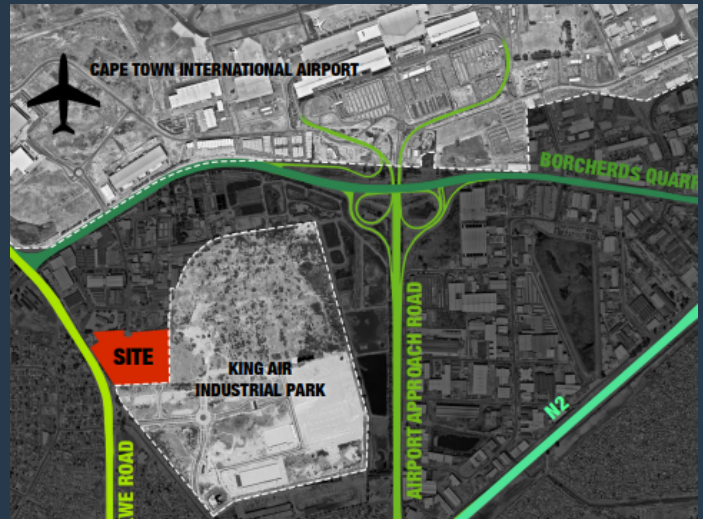 CAPE TOWN INTERNATIONAL AIRPORT
BORCHERDS QUARR
SITE
KING AIR
INDUSTRIAL PARK
AIRPORT APPROACH ROAD
N2
WE ROAD